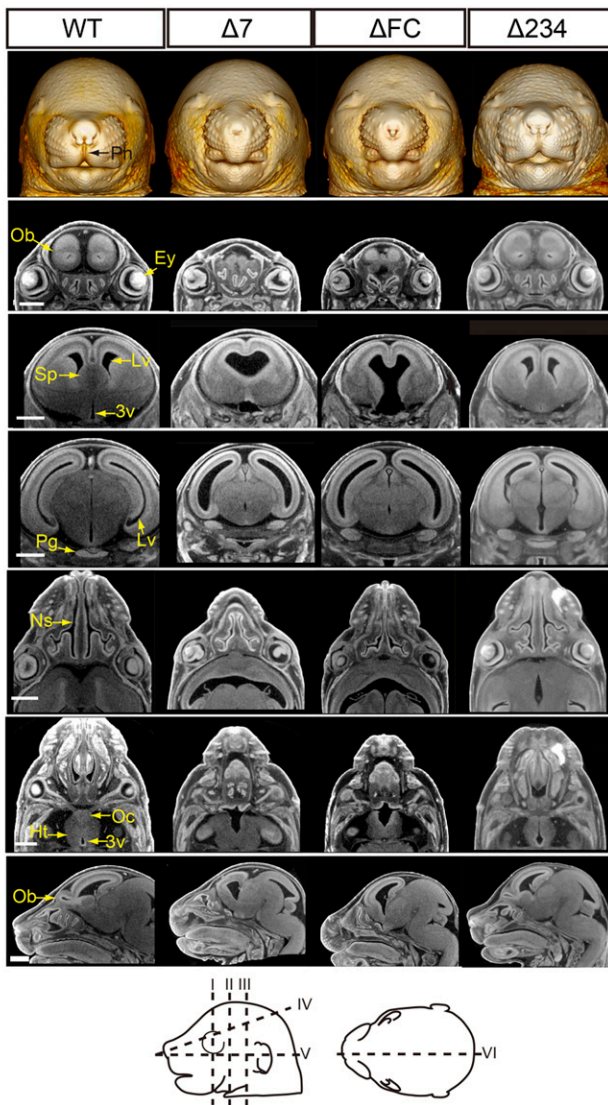 WT Δ7 ΔFC Δ234
Ph
Ob
Ey
Lv
Sp
3v
Pg
Lv
Ns
Oc
Ht
3v
Ob
I II III
IV
V
VI